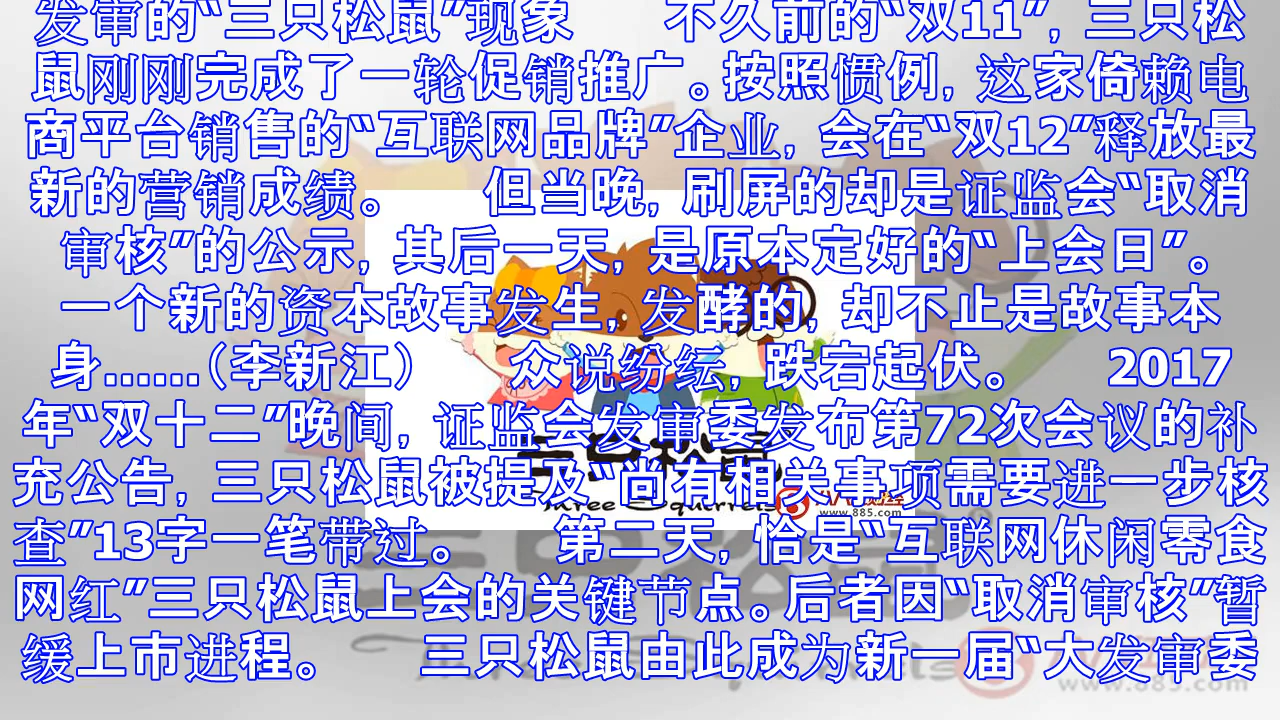 发审的“三只松鼠”现象 不久前的“双11”，三只松
鼠刚刚完成了一轮促销推广。按照惯例，这家倚赖电
商平台销售的“互联网品牌”企业，会在“双12”释放最
新的营销成绩。 但当晚，刷屏的却是证监会“取消
审核”的公示，其后一天，是原本定好的“上会日”。
一个新的资本故事发生，发酵的，却不止是故事本
身……（李新江） 众说纷纭，跌宕起伏。 2017
年“双十二”晚间，证监会发审委发布第72次会议的补
充公告，三只松鼠被提及“尚有相关事项需要进一步核
查”13字一笔带过。 第二天，恰是“互联网休闲零食
网红”三只松鼠上会的关键节点。后者因“取消审核”暂
缓上市进程。 三只松鼠由此成为新一届“大发审委
三只松鼠
Three Squirrels
www.885.com
www.885.com